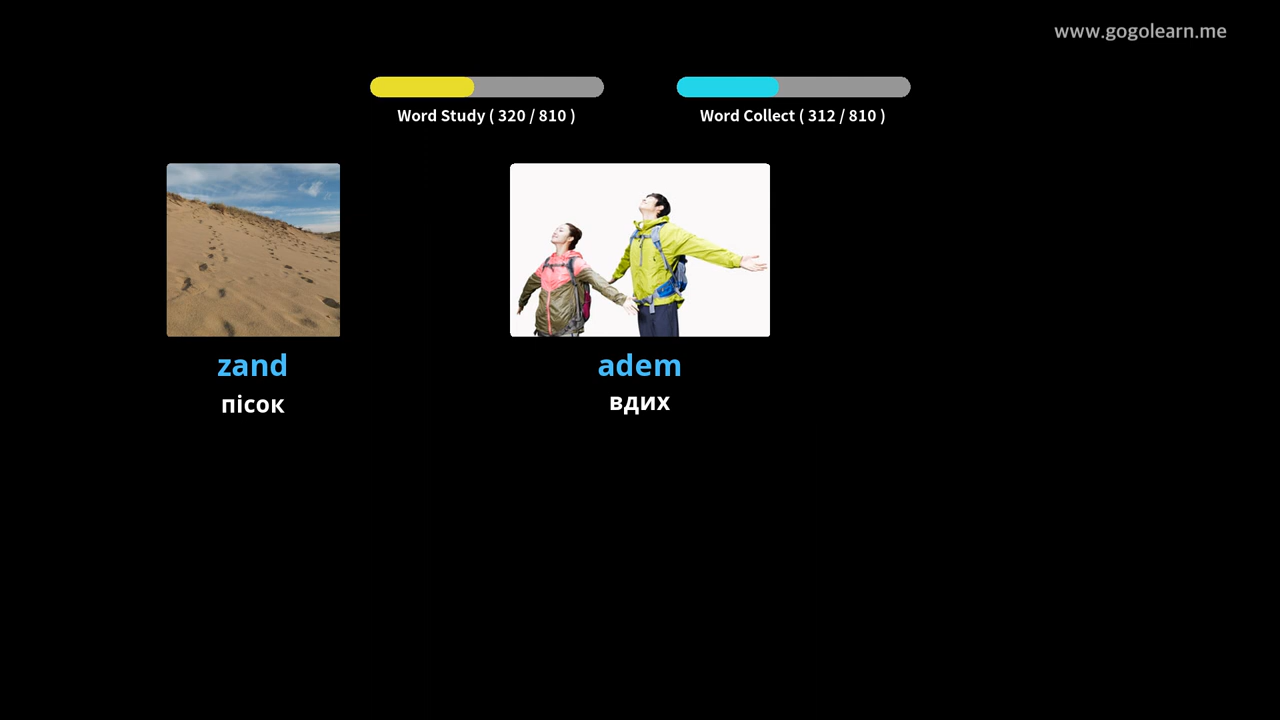 www.gogolearn.me
Word Study ( 320 / 810 )
Word Collect ( 312 / 810 )
zand
пісок
adem
вдих